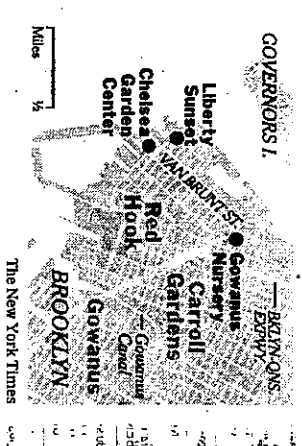 GOVERNORS I.
BKLYN-QNS.
EXPWY.
Liberty
Sunset
VAN BRUNT ST.
Gowanus
Nursery
Chelsea
Garden
Center
Red
Hook
Carroll
Gardens
Gowanus
Canal
Gowanus
BROOKLYN
Miles
½
The New York Times